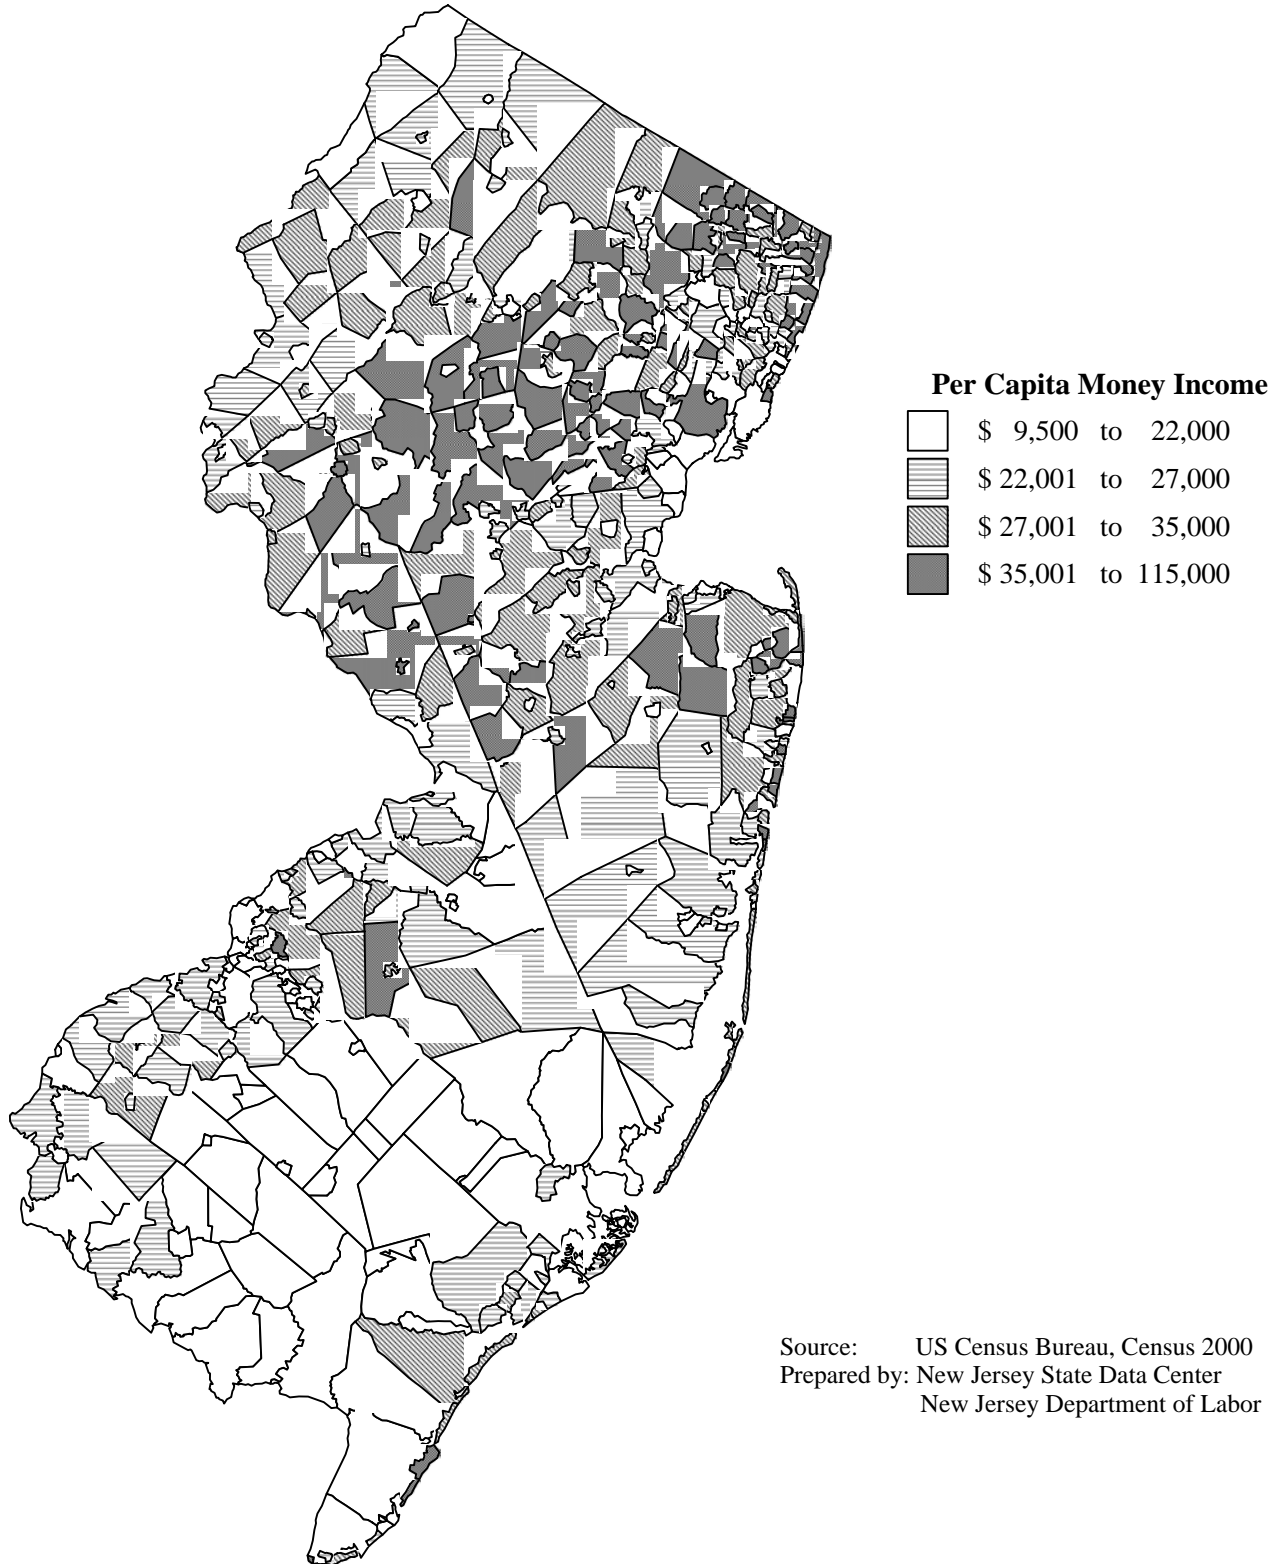 Per Capita Money Income
$ 9,500 to 22,000
$ 22,001 to 27,000
$ 27,001 to 35,000
$ 35,001 to 115,000
Source: US Census Bureau, Census 2000
Prepared by: New Jersey State Data Center
New Jersey Department of Labor